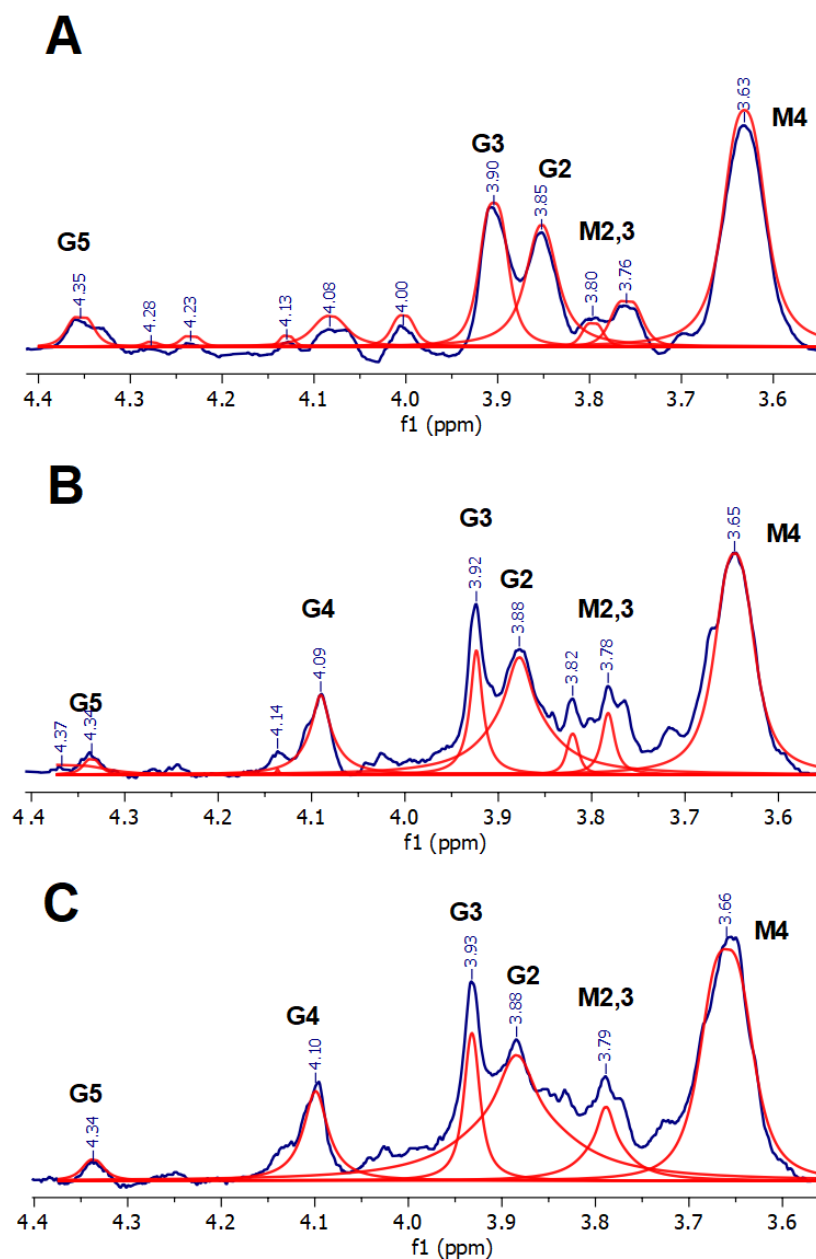 A
G5
G3
G2
M2,3
M4
4.35
4.28
4.23
4.13
4.08
4.00
3.90
3.85
3.80
3.76
3.63
4.4 4.3 4.2 4.1 4.0 3.9 3.8 3.7 3.6
f1 (ppm)
B
G5
G4
G3
G2
M2,3
M4
4.37
4.34
4.14
4.09
3.92
3.88
3.82
3.78
3.65
4.4 4.3 4.2 4.1 4.0 3.9 3.8 3.7 3.6
f1 (ppm)
C
G5
G4
G3
G2
M2,3
M4
4.34
4.10
3.93
3.88
3.79
3.66
4.4 4.3 4.2 4.1 4.0 3.9 3.8 3.7 3.6
f1 (ppm)